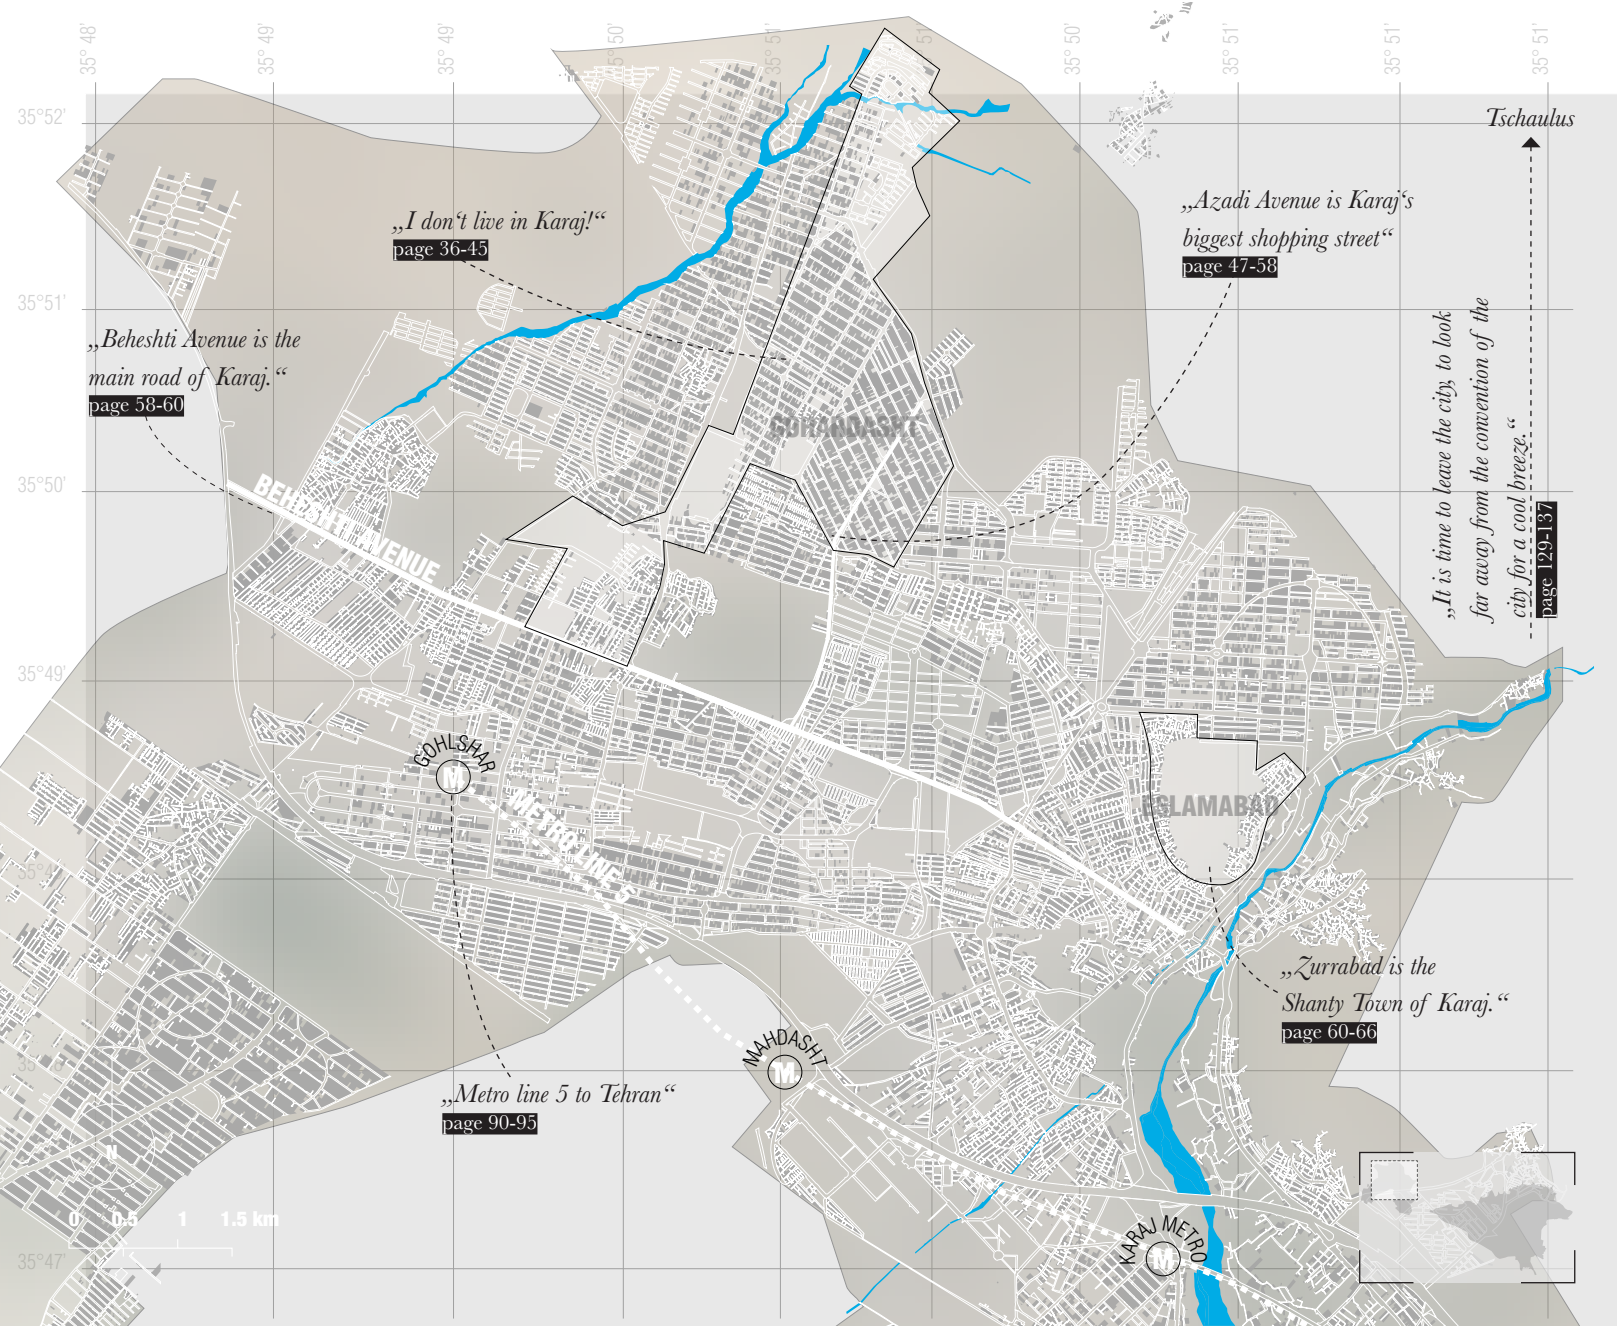 35° 48'
35° 49'
35° 49'
35° 50'
35° 51'
51'
35° 50'
35° 51'
35° 51'
35° 51'
35°52'
35°51'
35°50'
35°49'
35°4
35°47'
Tschaulus
„I don‘t live in Karaj!“
page 36-45
„Azadi Avenue is Karaj‘s
biggest shopping street“
page 47-58
„Beheshti Avenue is the
main road of Karaj.“
page 58-60
„It is time to leave the city, to look
far away from the convention of the
city for a cool breeze.“
page 129-137
GOHARDASHT
BEHESHTI AVENUE
GOHLSHAR
M
METRO LINE 5
ISLAMABAD
„Zurrabad is the
Shanty Town of Karaj.“
page 60-66
MAHDASHT
M
„Metro line 5 to Tehran“
page 90-95
N
0 0.5 1 1.5 km
KARAJ METRO
M